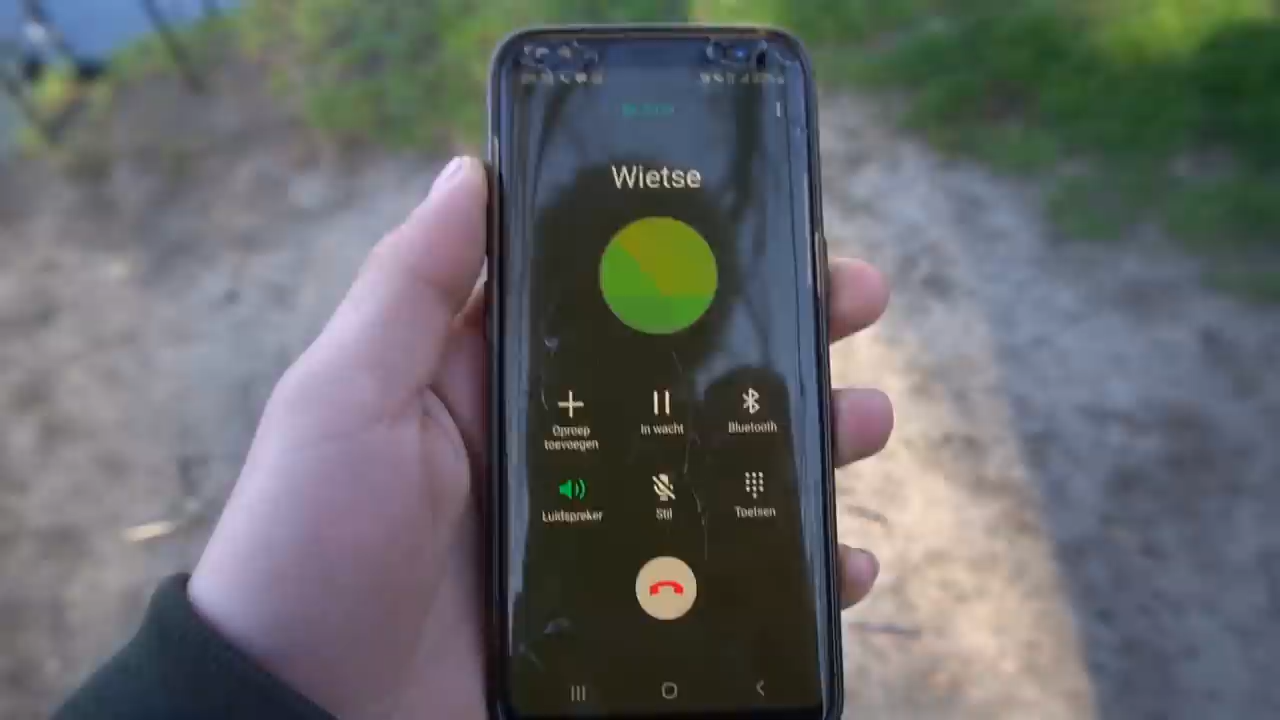 Wietse
Oproep
toevoegen
In wacht
Bluetooth
Luidspreker
Stil
Toetsen